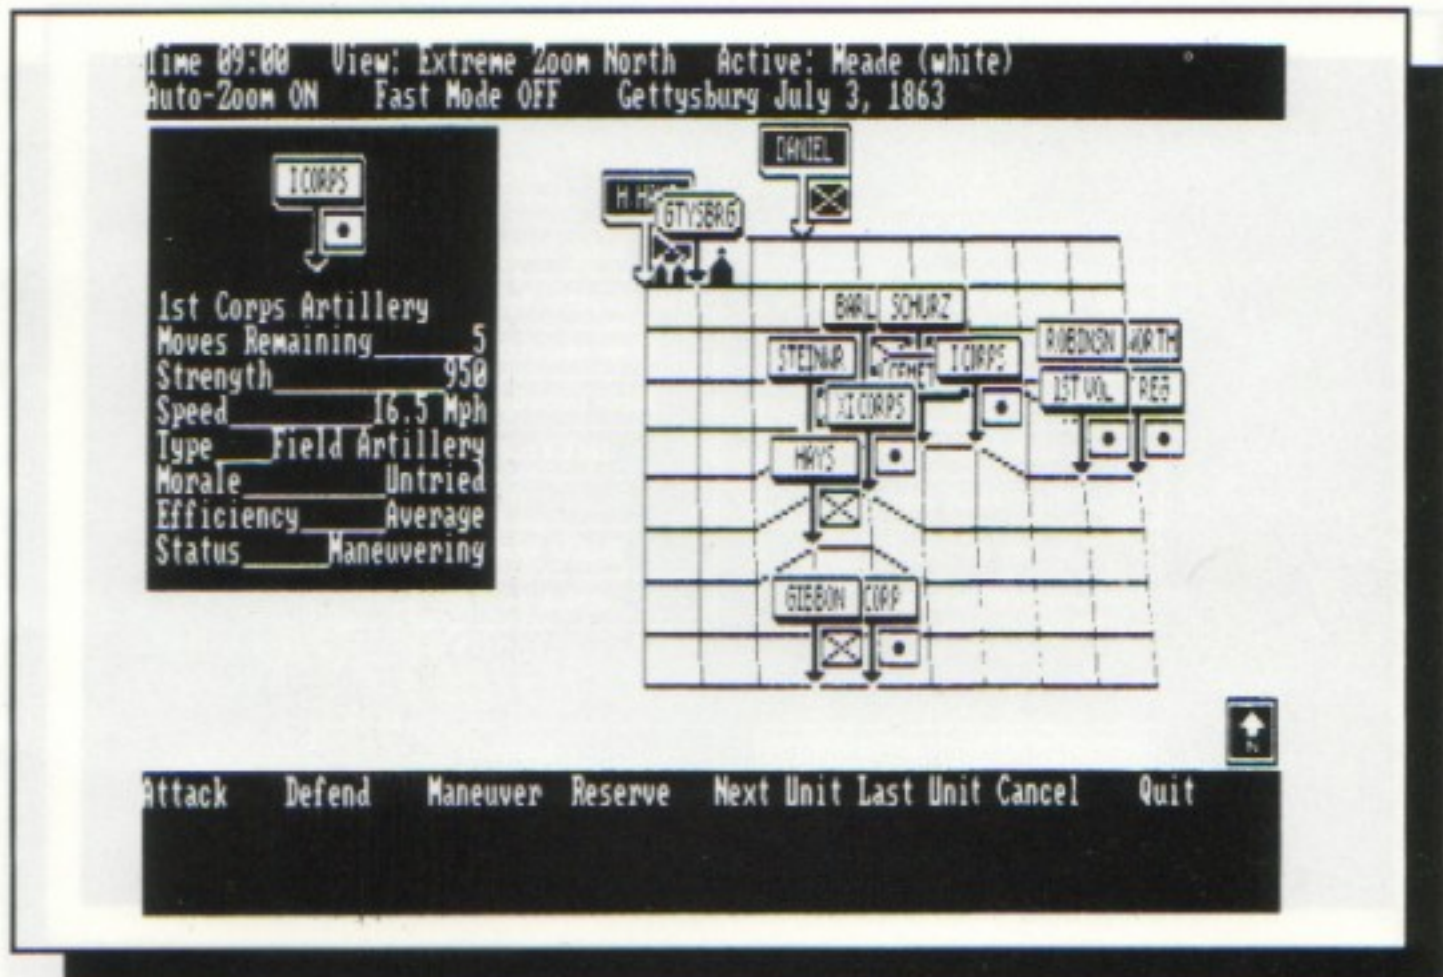 Time 09:00 View: Extreme Zoom North Active: Meade (white)
Auto-Zoom ON Fast Mode OFF Gettysburg July 3, 1863
I CORPS
1st Corps Artillery
Moves Remaining 5
Strength 950
Speed 16.5 Mph
Type Field Artillery
Morale Untried
Efficiency Average
Status Maneuvering
DANIEL
GTYSBRG
BARL SCHURZ
STEINWR I CORPS ROBINSN
XI CORPS 1ST VOL REG
HAYS
GIBBON CORP
N
Attack Defend Maneuver Reserve Next Unit Last Unit Cancel Quit